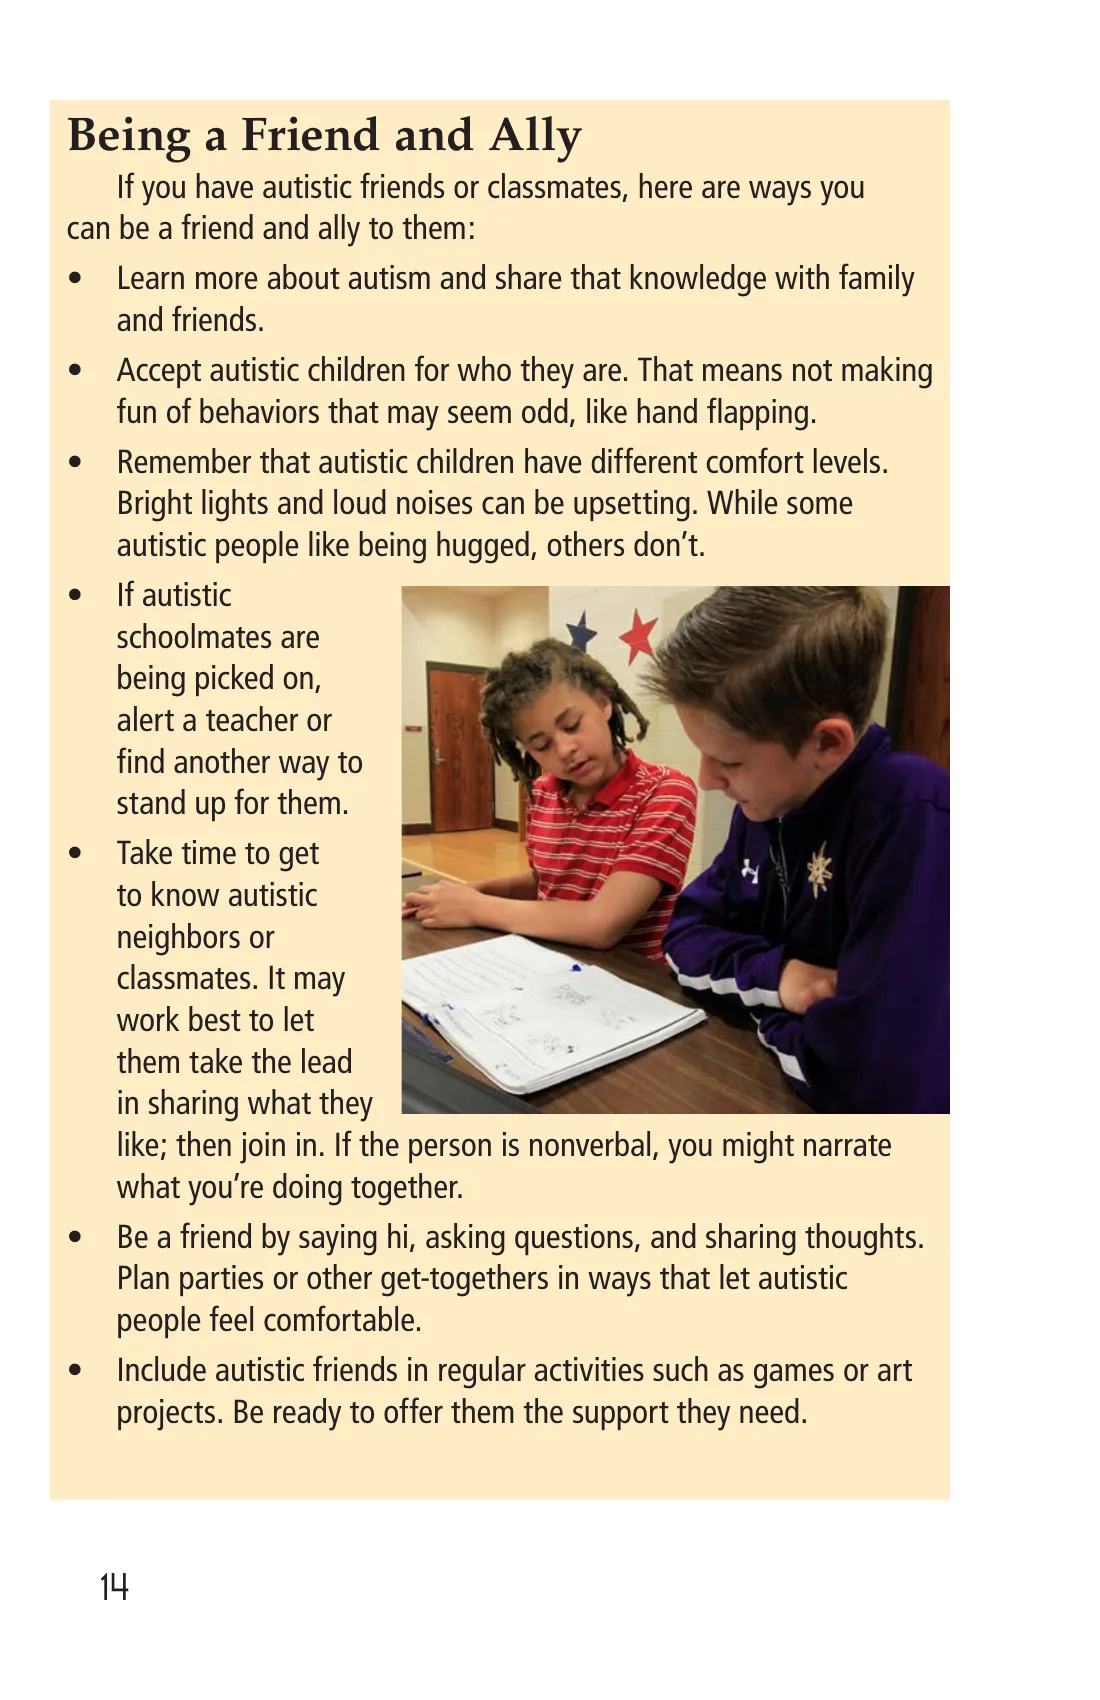 Being a Friend and Ally
If you have autistic friends or classmates, here are ways you
can be a friend and ally to them:
• Learn more about autism and share that knowledge with family
and friends.
• Accept autistic children for who they are. That means not making
fun of behaviors that may seem odd, like hand flapping.
• Remember that autistic children have different comfort levels.
Bright lights and loud noises can be upsetting. While some
autistic people like being hugged, others don’t.
• If autistic
schoolmates are
being picked on,
alert a teacher or
find another way to
stand up for them.
• Take time to get
to know autistic
neighbors or
classmates. It may
work best to let
them take the lead
in sharing what they
like; then join in. If the person is nonverbal, you might narrate
what you’re doing together.
• Be a friend by saying hi, asking questions, and sharing thoughts.
Plan parties or other get-togethers in ways that let autistic
people feel comfortable.
• Include autistic friends in regular activities such as games or art
projects. Be ready to offer them the support they need.
14